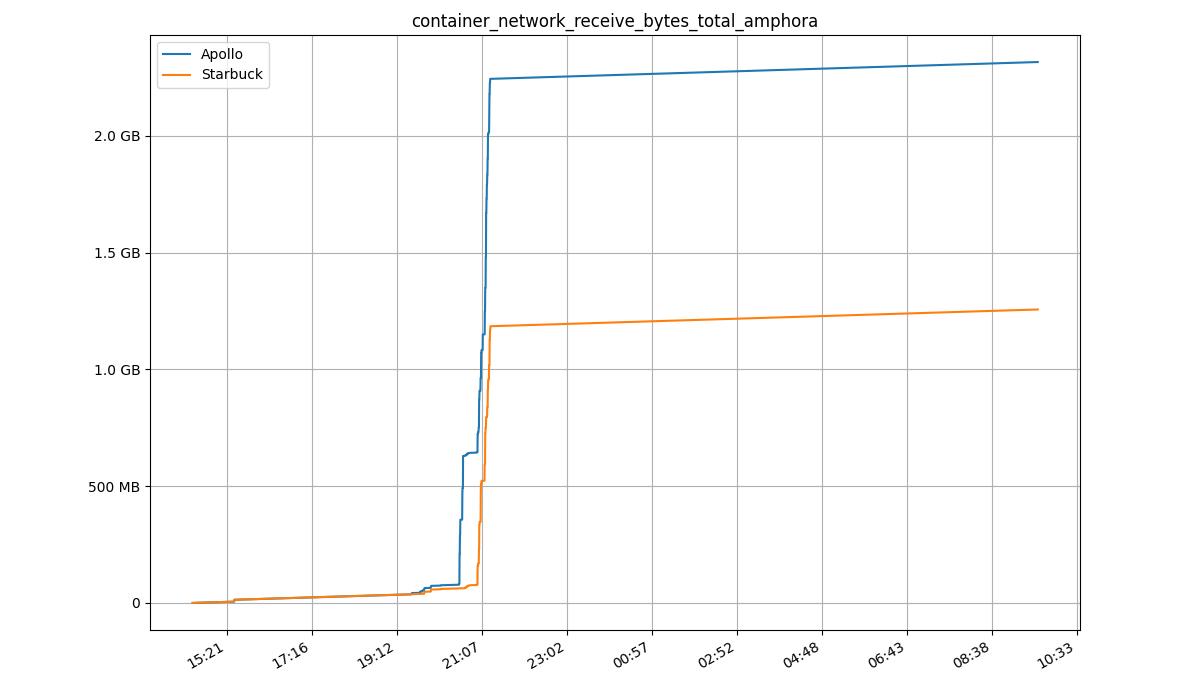 container_network_receive_bytes_total_amphora
Apollo
Starbuck
2.0 GB
1.5 GB
1.0 GB
500 MB
0
15:21
17:16
19:12
21:07
23:02
00:57
02:52
04:48
06:43
08:38
10:33